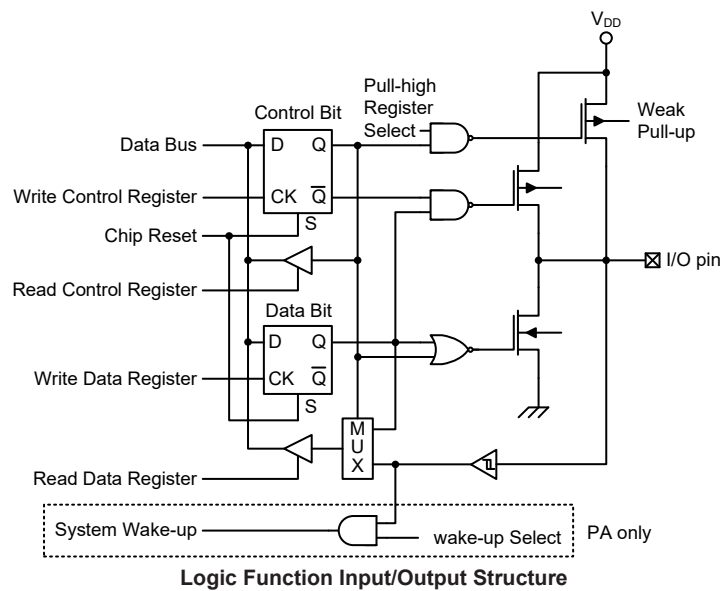 V_DD
Pull-high
Register
Select
Weak
Pull-up
Control Bit
Data Bus
D Q
Write Control Register
CK Q̅
S
Chip Reset
I/O pin
Read Control Register
Data Bit
D Q
Write Data Register
CK Q̅
S
M
U
X
Read Data Register
System Wake-up
wake-up Select
PA only
Logic Function Input/Output Structure